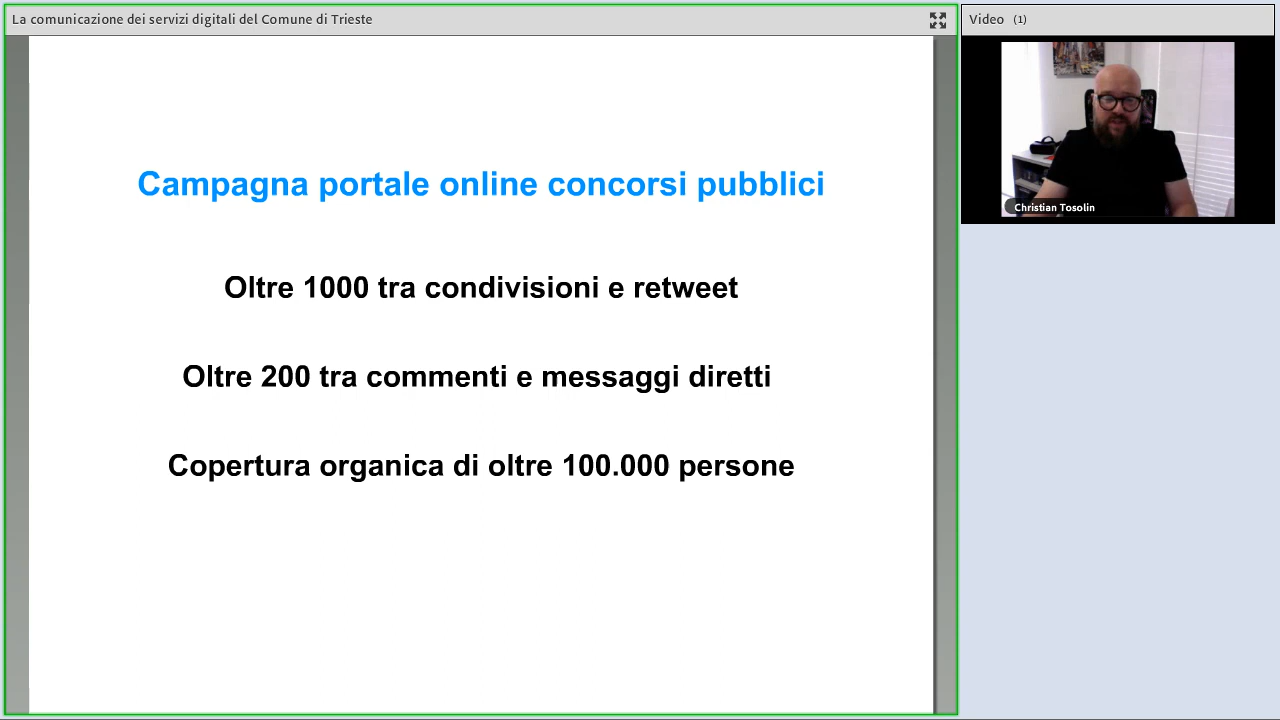 La comunicazione dei servizi digitali del Comune di Trieste
Video (1)
Christian Tosolin
Campagna portale online concorsi pubblici
Oltre 1000 tra condivisioni e retweet
Oltre 200 tra commenti e messaggi diretti
Copertura organica di oltre 100.000 persone